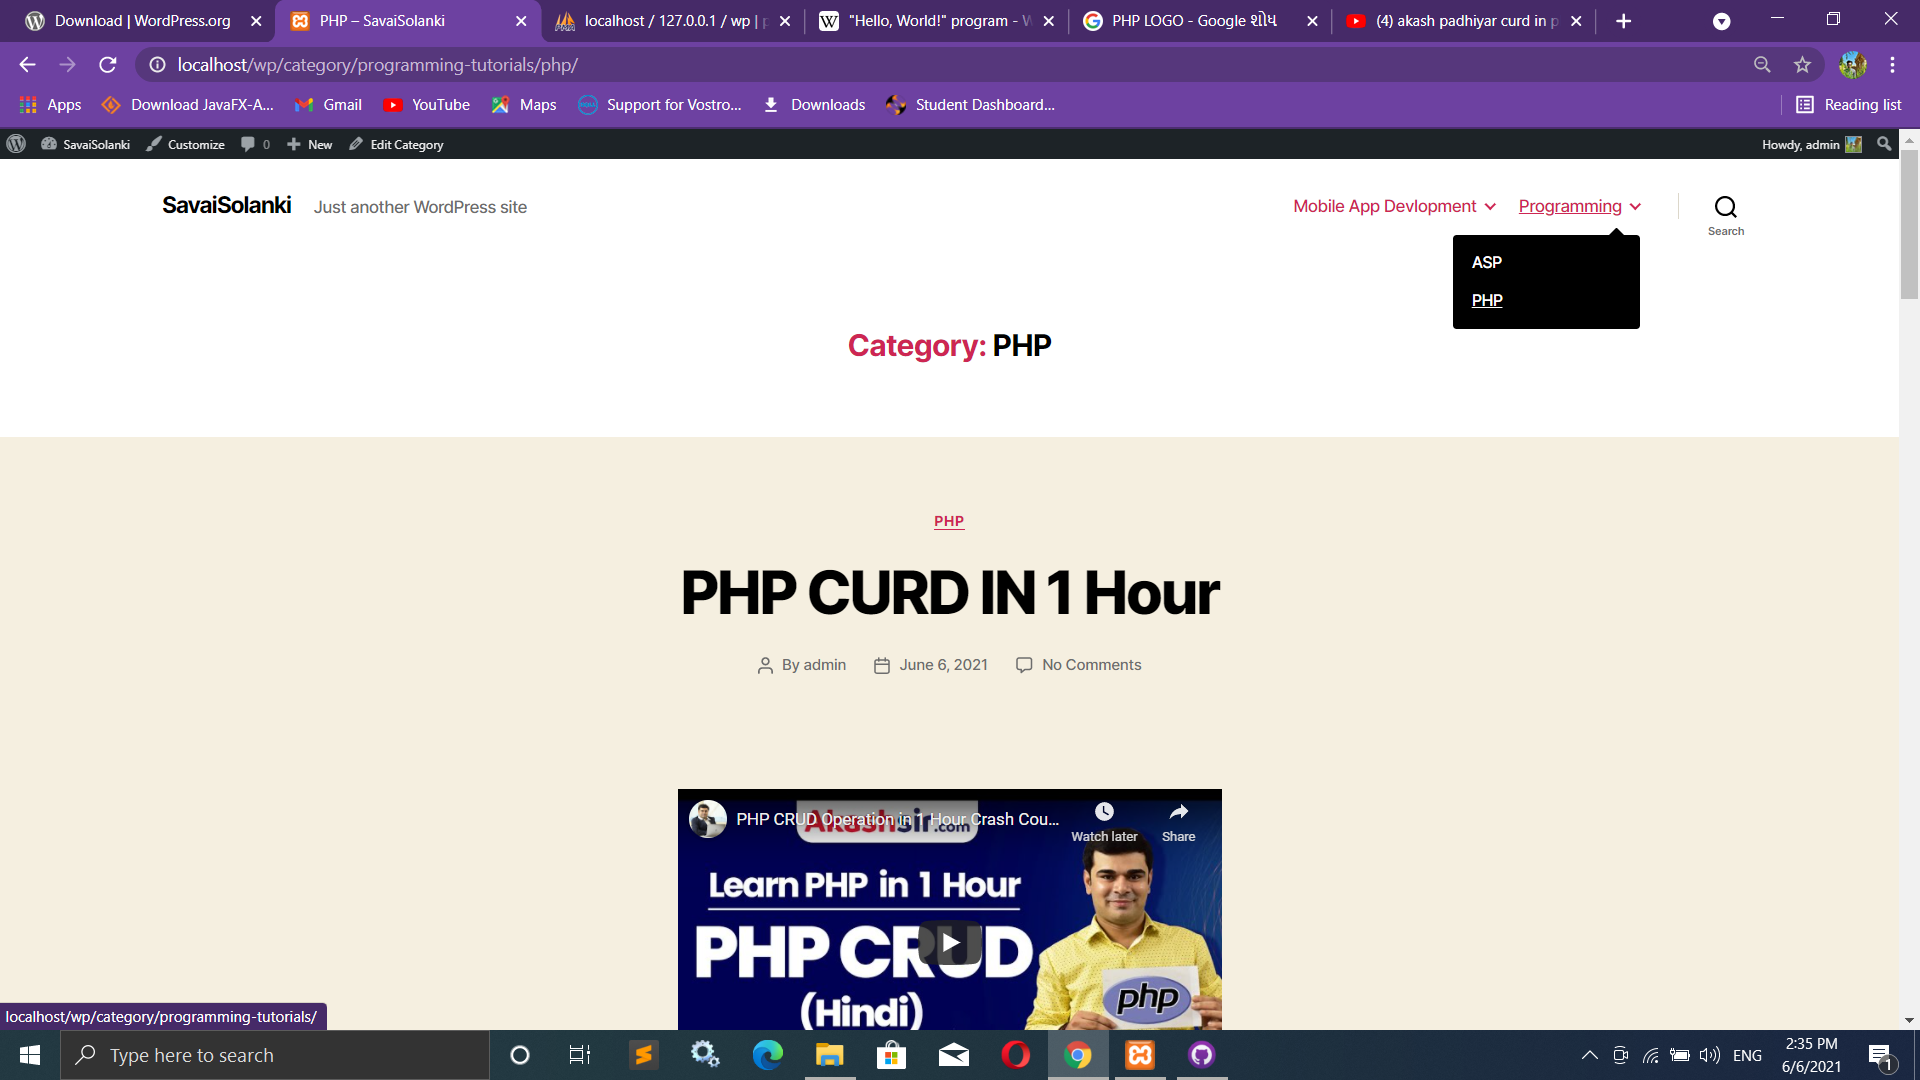 Download | WordPress.org
PHP – SavaiSolanki
localhost / 127.0.0.1 / wp | p
"Hello, World!" program - W
PHP LOGO - Google શોધ
(4) akash padhiyar curd in p
localhost/wp/category/programming-tutorials/php/
Apps
Download JavaFX-A...
Gmail
YouTube
Maps
Support for Vostro...
Downloads
Student Dashboard...
Reading list
SavaiSolanki
Customize
0
New
Edit Category
Howdy, admin
SavaiSolanki
Just another WordPress site
Mobile App Devlopment
Programming
Search
ASP
PHP
Category: PHP
PHP
PHP CURD IN 1 Hour
By admin
June 6, 2021
No Comments
Akashsir.com
PHP CRUD Operation in 1 Hour Crash Cou...
Watch later
Share
Learn PHP in 1 Hour
PHP CRUD
(Hindi)
php
localhost/wp/category/programming-tutorials/
Type here to search
ENG
2:35 PM
6/6/2021
1